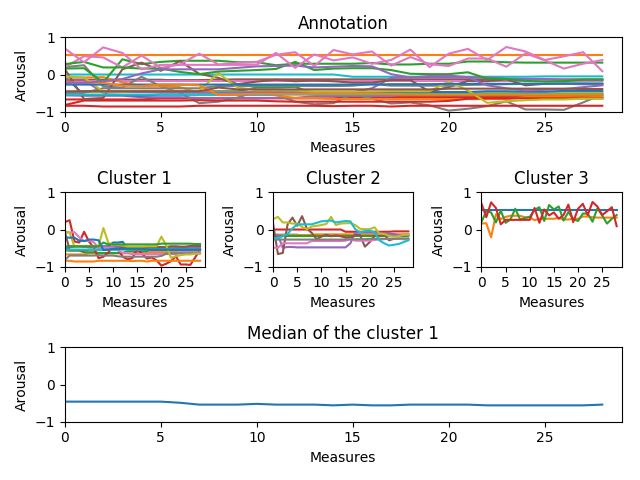 Annotation
1
0
−1
Arousal
0 5 10 15 20 25
Measures
Cluster 1 Cluster 2 Cluster 3
1 1 1
0 0 0
−1 −1 −1
Arousal Arousal Arousal
0 5 10 15 20 25 0 5 10 15 20 25 0 5 10 15 20 25
Measures Measures Measures
Median of the cluster 1
1
0
−1
Arousal
0 5 10 15 20 25
Measures